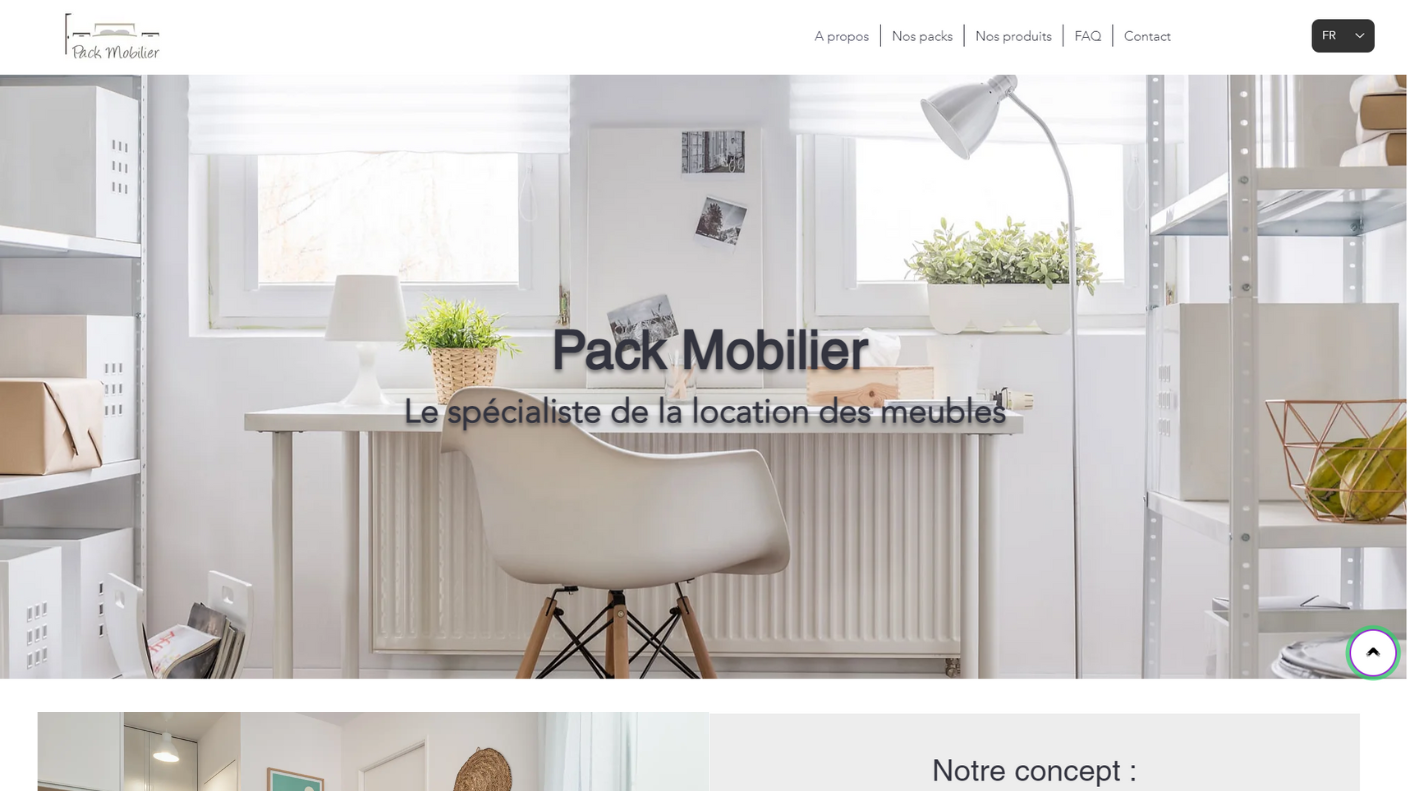 Pack Mobilier
A propos
Nos packs
Nos produits
FAQ
Contact
FR
Pack Mobilier
Le spécialiste de la location des meubles
Notre concept :